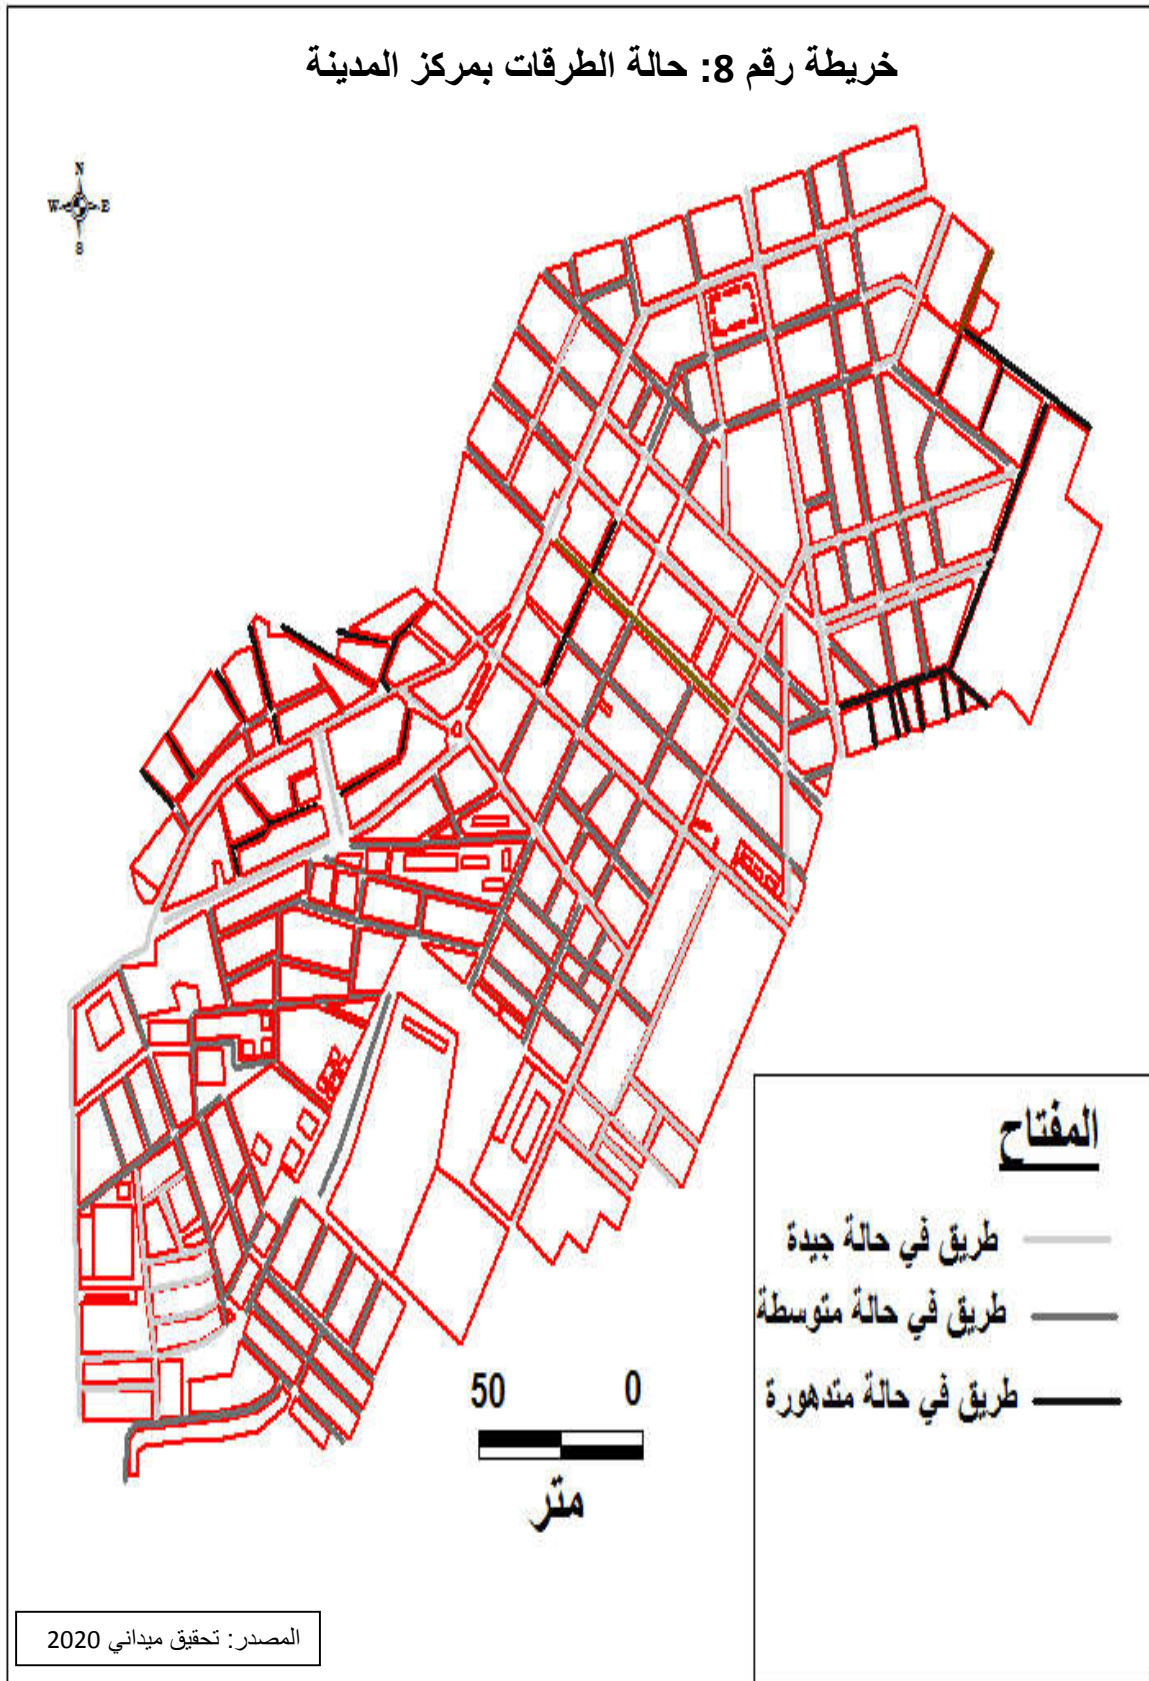 خريطة رقم 8: حالة الطرقات بمركز المدينة
N
W E
S
المفتاح
طريق في حالة جيدة
طريق في حالة متوسطة
طريق في حالة متدهورة
50 0
متر
المصدر: تحقيق ميداني 2020